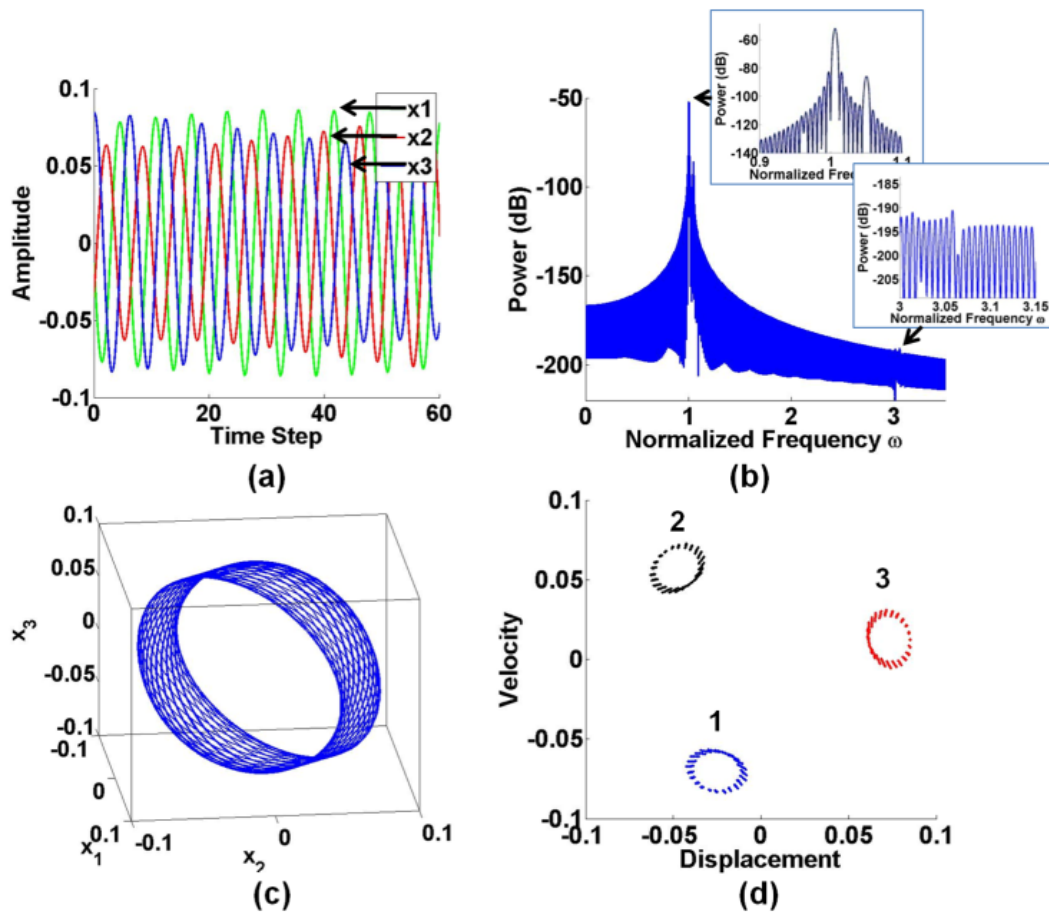 0.1
0.05
0
-0.05
-0.1
Amplitude
0
20
40
60
Time Step
x1
x2
x3
(a)
-50
-100
-150
-200
Power (dB)
0
1
2
3
Normalized Frequency ω
-60
-80
-100
-120
-140
Power (dB)
0.9
1
1.1
Normalized Fre
-185
-190
-195
-200
-205
Power (dB)
3
3.05
3.1
3.15
Normalized Frequency ω
(b)
0.1
0.05
0
-0.05
-0.1
x3
-0.1
0
0.1
x1
-0.1
0
0.1
x2
(c)
0.1
0.05
0
-0.05
-0.1
Velocity
2
3
1
-0.1
-0.05
0
0.05
0.1
Displacement
(d)